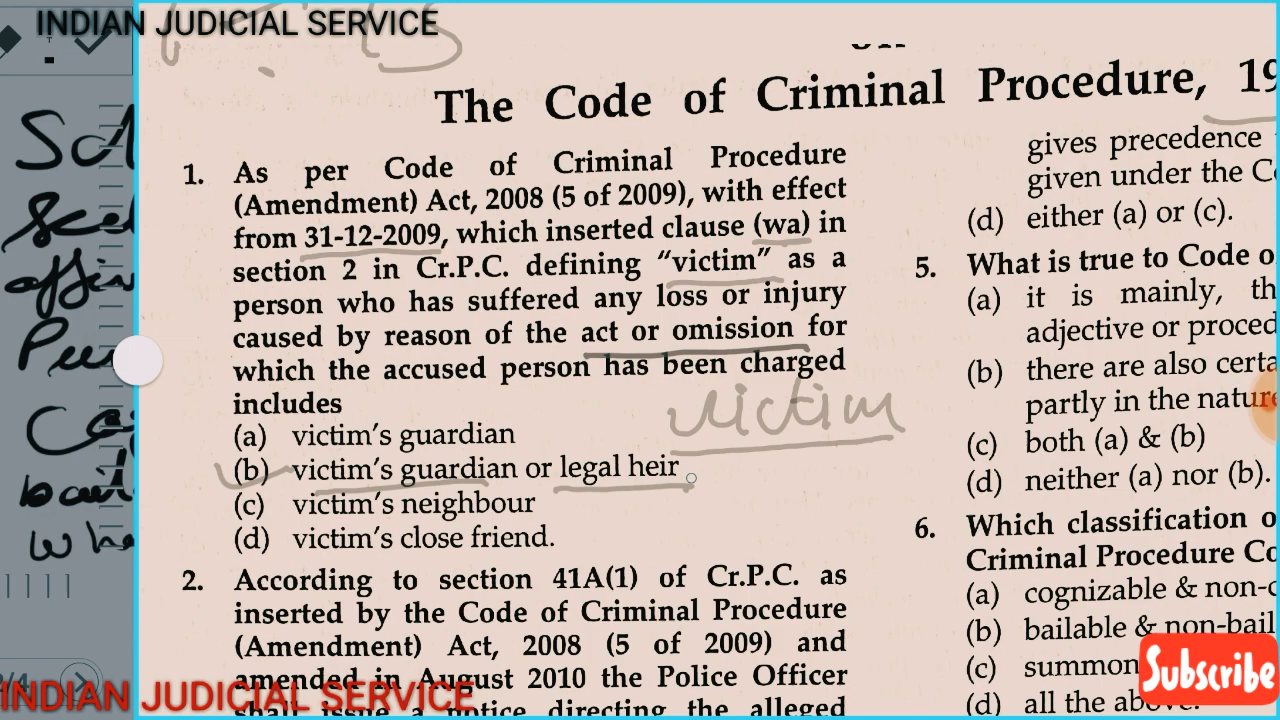 INDIAN JUDICIAL SERVICE
The Code of Criminal Procedure, 19
1. As per Code of Criminal Procedure
(Amendment) Act, 2008 (5 of 2009), with effect
from 31-12-2009, which inserted clause (wa) in
section 2 in Cr.P.C. defining "victim" as a
person who has suffered any loss or injury
caused by reason of the act or omission for
which the accused person has been charged
includes
victim
(a) victim's guardian
(b) victim's guardian or legal heir
(c) victim's neighbour
(d) victim's close friend.
2. According to section 41A(1) of Cr.P.C. as
inserted by the Code of Criminal Procedure
(Amendment) Act, 2008 (5 of 2009) and
amended in August 2010 the Police Officer
shall issue a notice directing the alleged
gives precedence
given under the C
(d) either (a) or (c).
5. What is true to Code o
(a) it is mainly, th
adjective or proced
(b) there are also certa
partly in the nature
(c) both (a) & (b)
(d) neither (a) nor (b).
6. Which classification o
Criminal Procedure Co
(a) cognizable & non-c
(b) bailable & non-bail
(c) summon
(d) all the above.
Subscribe
INDIAN JUDICIAL SERVICE